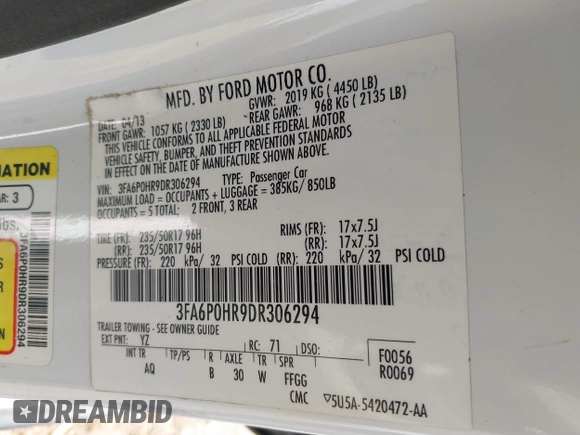 MFD. BY FORD MOTOR CO.
DATE: 04/13 GVWR: 2019 KG ( 4450 LB)
FRONT GAWR: 1057 KG ( 2330 LB) REAR GAWR: 968 KG ( 2135 LB)
THIS VEHICLE CONFORMS TO ALL APPLICABLE FEDERAL MOTOR
VEHICLE SAFETY, BUMPER, AND THEFT PREVENTION STANDARDS
IN EFFECT ON THE DATE OF MANUFACTURE SHOWN ABOVE.
VIN: 3FA6P0HR9DR306294 TYPE: Passenger Car
MAXIMUM LOAD = OCCUPANTS + LUGGAGE = 385KG/ 850LB
OCCUPANTS = 5 TOTAL: 2 FRONT, 3 REAR
TIRE (FR): 235/50R17 96H RIMS (FR): 17x7.5J
(RR): 235/50R17 96H (RR): 17x7.5J
PRESSURE (FR): 220 kPa/ 32 PSI COLD (RR): 220 kPa/ 32 PSI COLD
3FA6P0HR9DR306294
TRAILER TOWING - SEE OWNER GUIDE
EXT PNT: YZ RC: 71 DSO: F0056
INT TR TP/PS R AXLE TR SPR R0069
AQ B 30 W FFGG
CMC ▽5U5A-5420472-AA
MATION
AR: 3
lbs.
3FA6P0HR9DR306294
R
DREAMBID